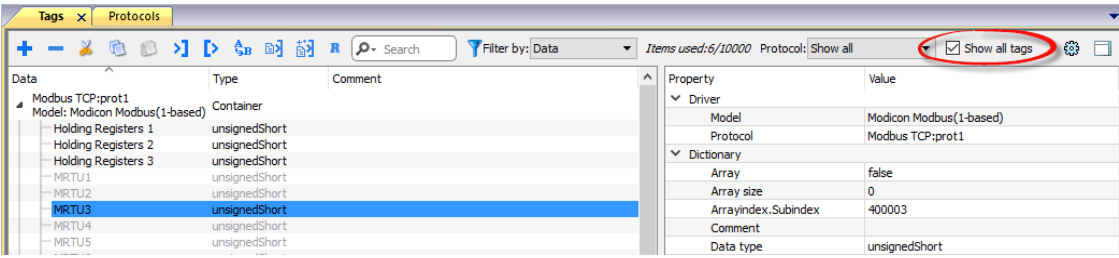 Tags x Protocols
A B R Search Filter by: Data Items used:6/10000 Protocol: Show all Show all tags
Data Type Comment
Modbus TCP:prot1
Model: Modicon Modbus(1-based) Container
Holding Registers 1 unsignedShort
Holding Registers 2 unsignedShort
Holding Registers 3 unsignedShort
MRTU1 unsignedShort
MRTU2 unsignedShort
MRTU3 unsignedShort
MRTU4 unsignedShort
MRTU5 unsignedShort
Property Value
Driver
Model Modicon Modbus(1-based)
Protocol Modbus TCP:prot1
Dictionary
Array false
Array size 0
Arrayindex.Subindex 400003
Comment
Data type unsignedShort